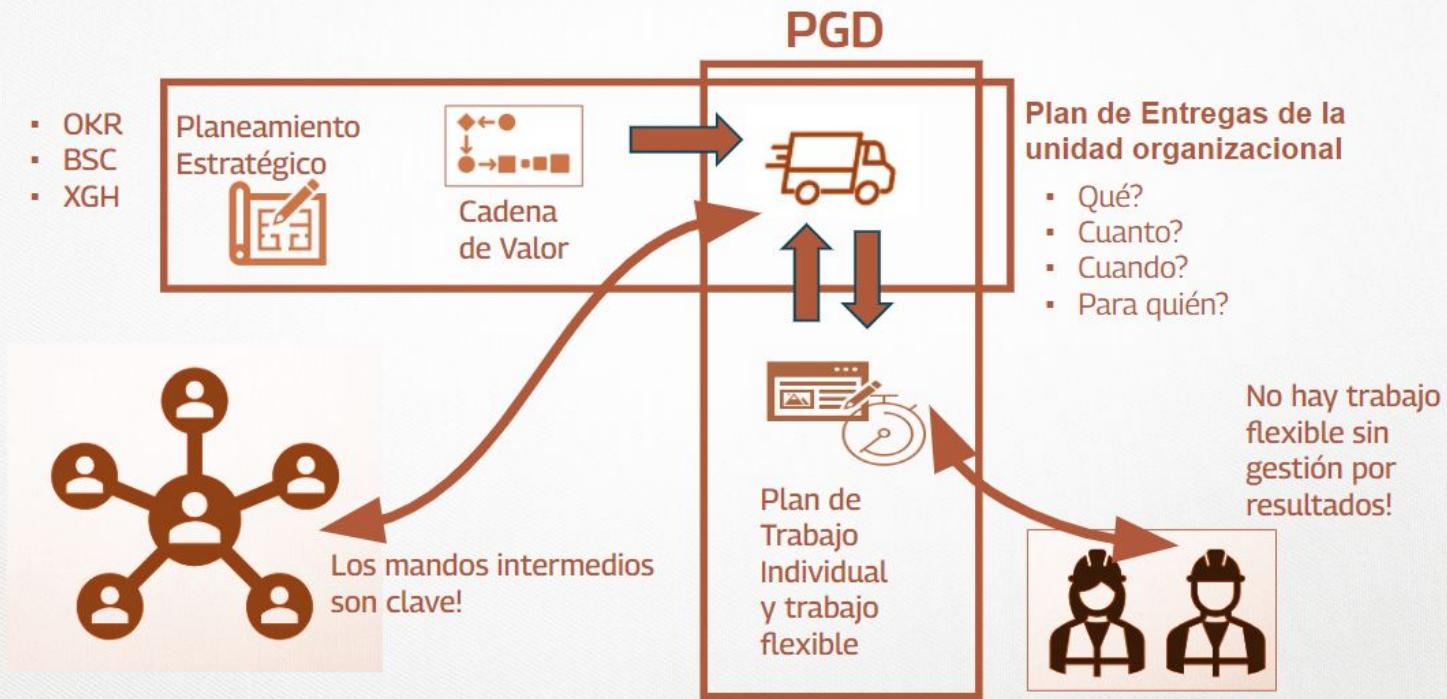 PGD
▪ OKR
▪ BSC
▪ XGH
Planeamiento
Estratégico
Cadena
de Valor
Plan de Entregas de la
unidad organizacional
▪ Qué?
▪ Cuanto?
▪ Cuando?
▪ Para quién?
Los mandos intermedios
son clave!
Plan de
Trabajo
Individual
y trabajo
flexible
No hay trabajo
flexible sin
gestión por
resultados!